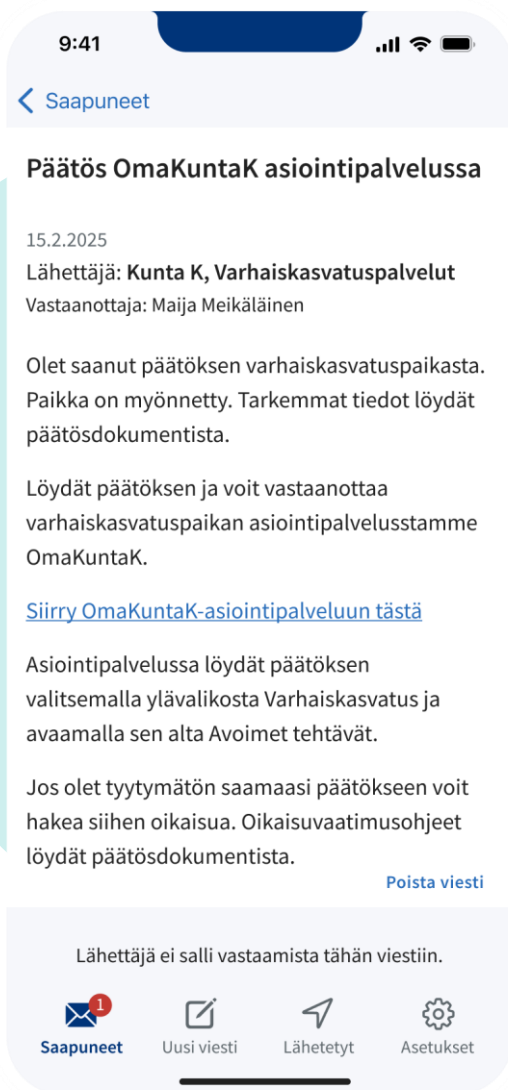 9:41
Saapuneet
Päätös OmaKuntaK asiointipalvelussa
15.2.2025
Lähettäjä: Kunta K, Varhaiskasvatuspalvelut
Vastaanottaja: Maija Meikäläinen
Olet saanut päätöksen varhaiskasvatuspaikasta.
Paikka on myönnetty. Tarkemmat tiedot löydät
päätösdokumentista.
Löydät päätöksen ja voit vastaanottaa
varhaiskasvatuspaikan asiointipalvelusstamme
OmaKuntaK.
Siirry OmaKuntaK-asiointipalveluun tästä
Asiointipalvelussa löydät päätöksen
valitsemalla ylävalikosta Varhaiskasvatus ja
avaamalla sen alta Avoimet tehtävät.
Jos olet tyytymätön saamaasi päätökseen voit
hakea siihen oikaisua. Oikaisuvaatimusohjeet
löydät päätösdokumentista.
Poista viesti
Lähettäjä ei salli vastaamista tähän viestiin.
1
Saapuneet Uusi viesti Lähetetyt Asetukset